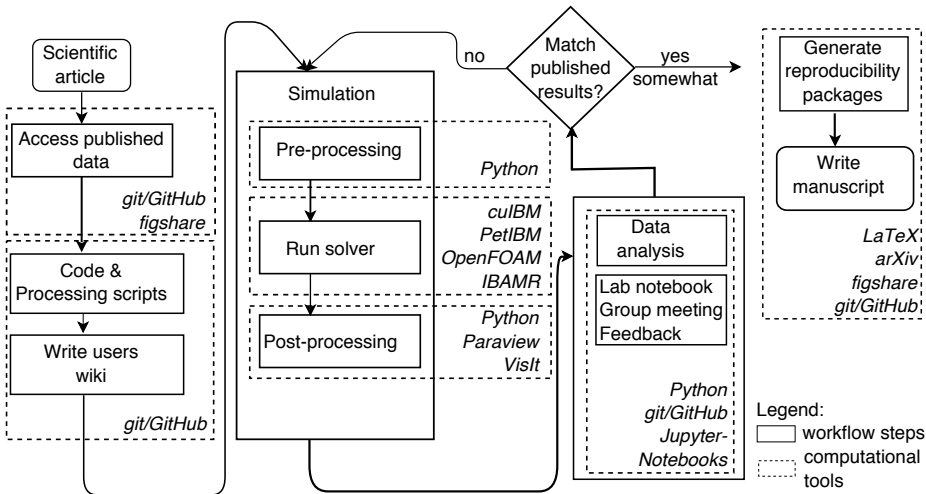 Scientific
article
Access published
data
git/GitHub
figshare
Code &
Processing scripts
Write users
wiki
git/GitHub
Simulation
Pre-processing
Python
Run solver
cuIBM
PetIBM
OpenFOAM
IBAMR
Post-processing
Python
Paraview
VisIt
no
Match
published
results?
yes
somewhat
Data
analysis
Lab notebook
Group meeting
Feedback
Python
git/GitHub
Jupyter-
Notebooks
Generate
reproducibility
packages
Write
manuscript
LaTeX
arXiv
figshare
git/GitHub
Legend:
workflow steps
computational
tools